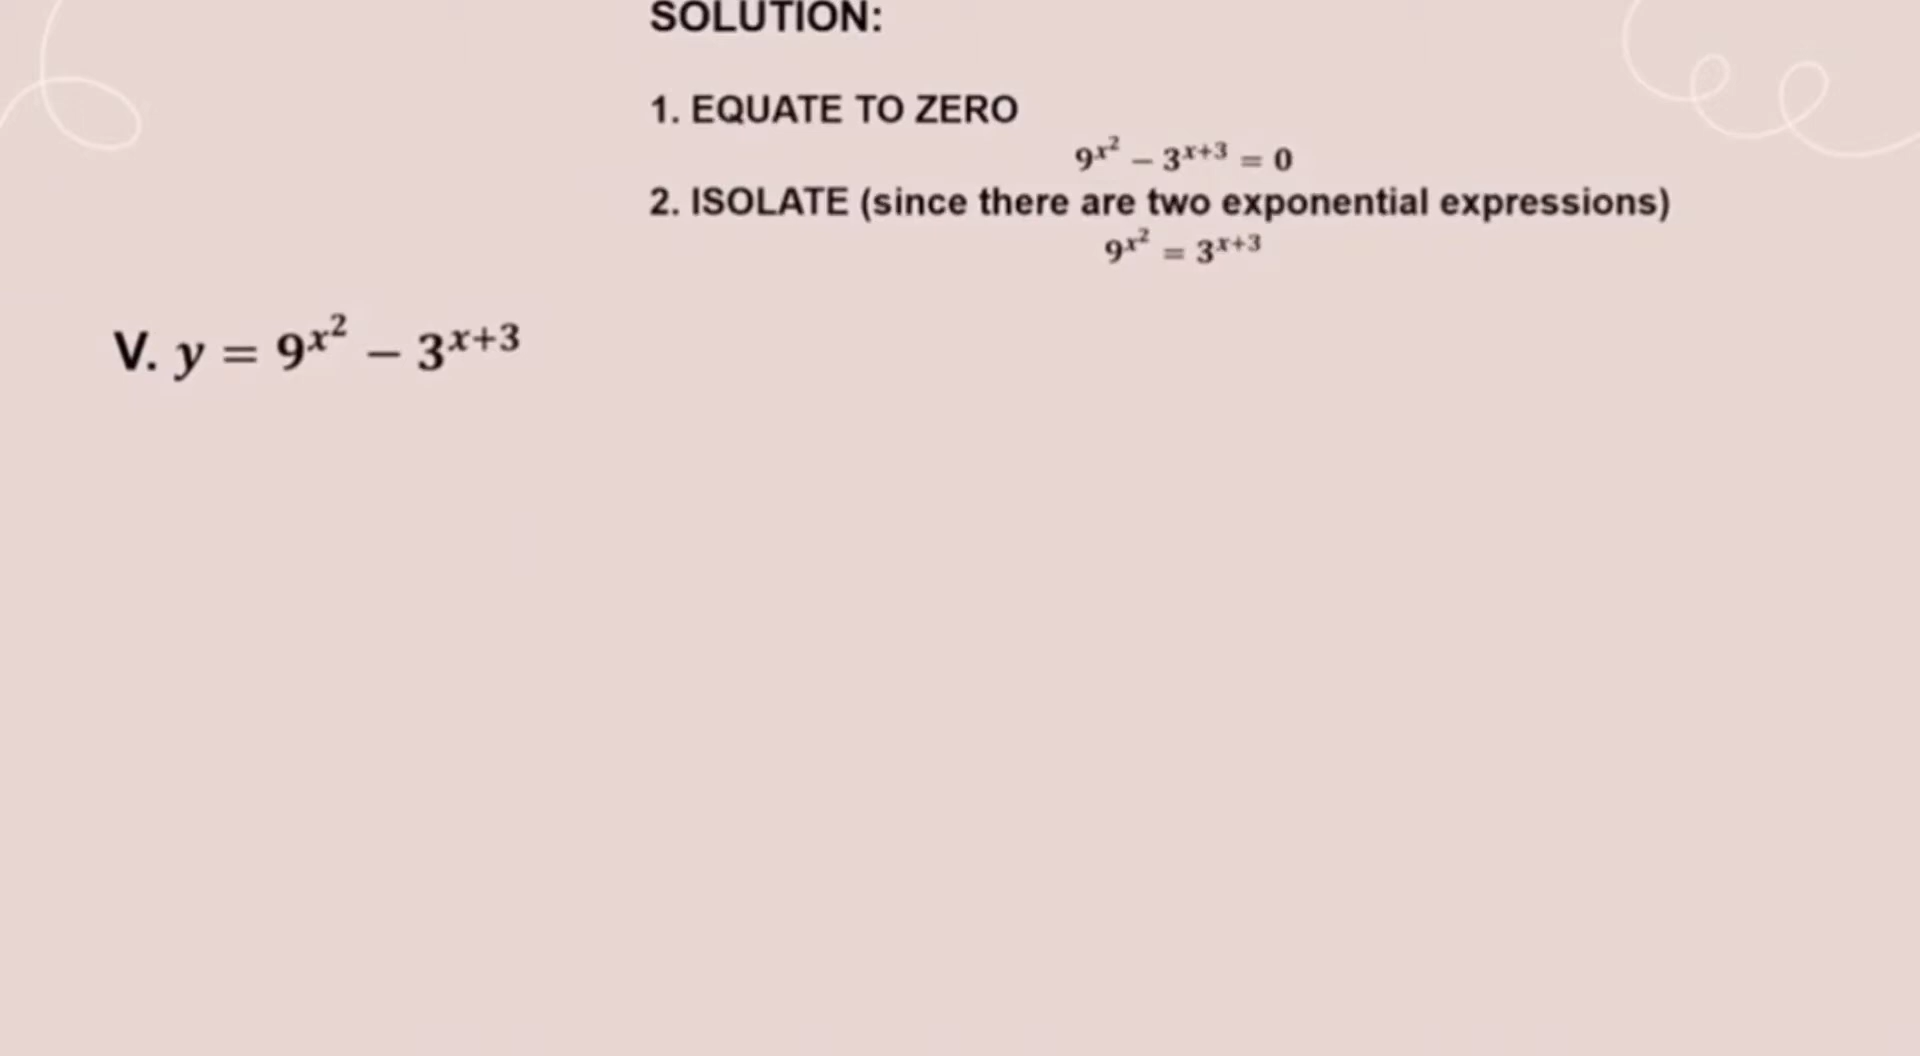 SOLUTION:
1. EQUATE TO ZERO
9^{x^2} − 3^{x+3} = 0
2. ISOLATE (since there are two exponential expressions)
9^{x^2} = 3^{x+3}
V. y = 9^{x^2} − 3^{x+3}